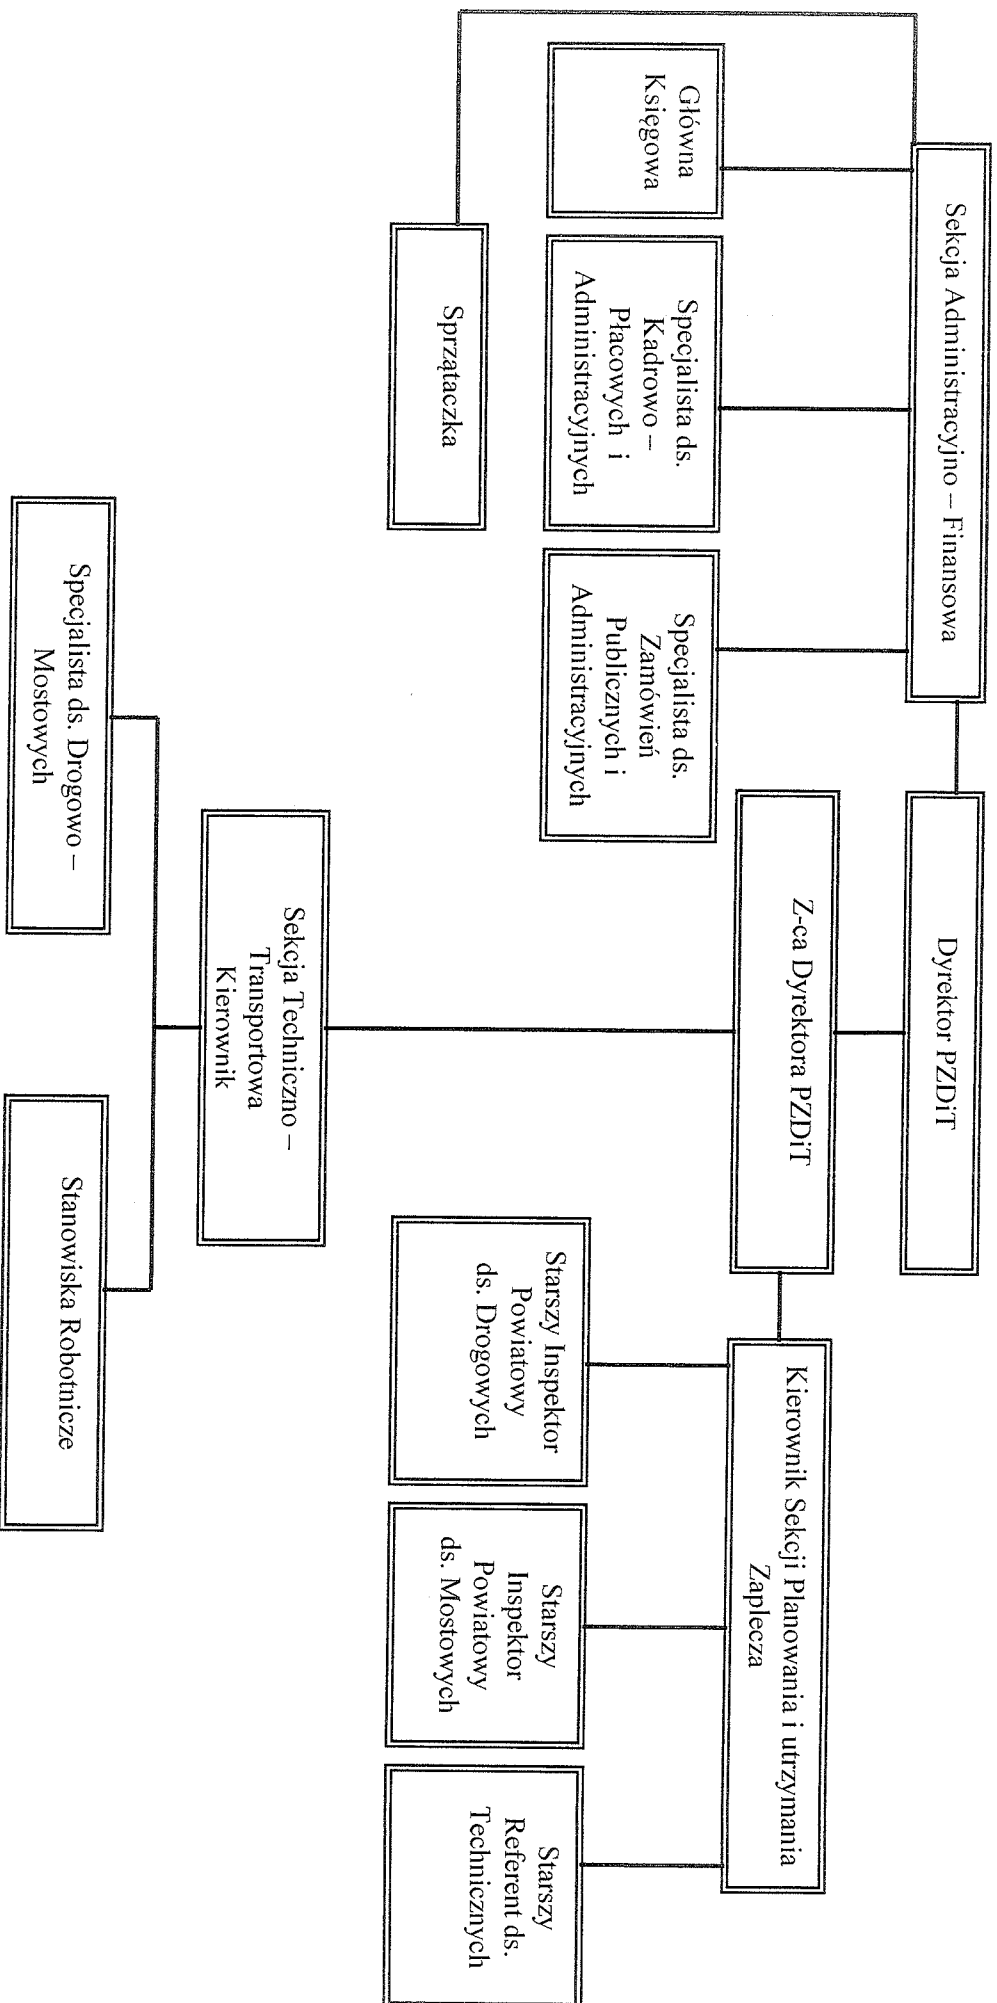 Dyrektor PZDiT
Sekcja Administracyjno – Finansowa
Z-ca Dyrektora PZDiT
Kierownik Sekcji Planowania i utrzymania
Zaplecza
Główna
Księgowa
Specjalista ds.
Kadrowo –
Płacowych i
Administracyjnych
Specjalista ds.
Zamówień
Publicznych i
Administracyjnych
Sprzątaczka
Starszy Inspektor
Powiatowy
ds. Drogowych
Starszy
Inspektor
Powiatowy
ds. Mostowych
Starszy
Referent ds.
Technicznych
Sekcja Techniczno –
Transportowa
Kierownik
Specjalista ds. Drogowo –
Mostowych
Stanowiska Robotnicze